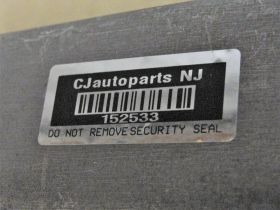 CJautoparts NJ
152533
DO NOT REMOVE SECURITY SEAL